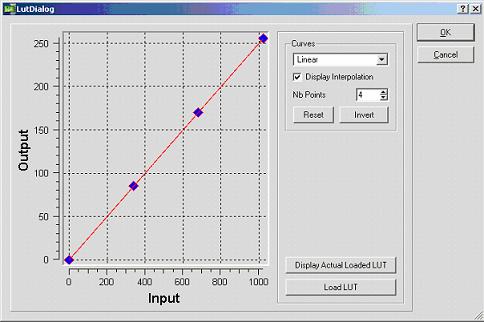 LutDialog
OK
Cancel
Curves
Linear
Display Interpolation
Nb Points 4
Reset Invert
Display Actual Loaded LUT
Load LUT
Output
250
200
150
100
50
0
0 200 400 600 800 1000
Input